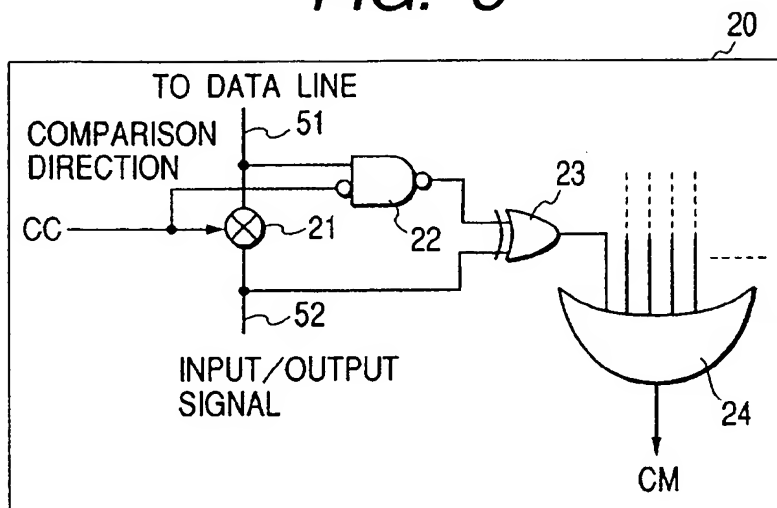 20
TO DATA LINE
51
COMPARISON
DIRECTION
23
CC
21
22
52
INPUT/OUTPUT
SIGNAL
24
CM